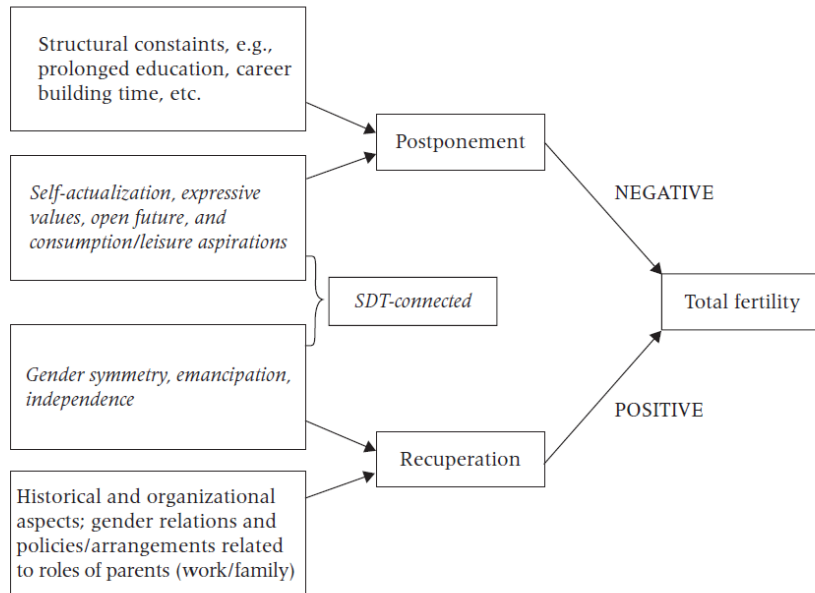 Structural constaints, e.g.,
prolonged education, career
building time, etc.
Postponement
Self-actualization, expressive
values, open future, and
consumption/leisure aspirations
NEGATIVE
SDT-connected
Total fertility
Gender symmetry, emancipation,
independence
POSITIVE
Recuperation
Historical and organizational
aspects; gender relations and
policies/arrangements related
to roles of parents (work/family)